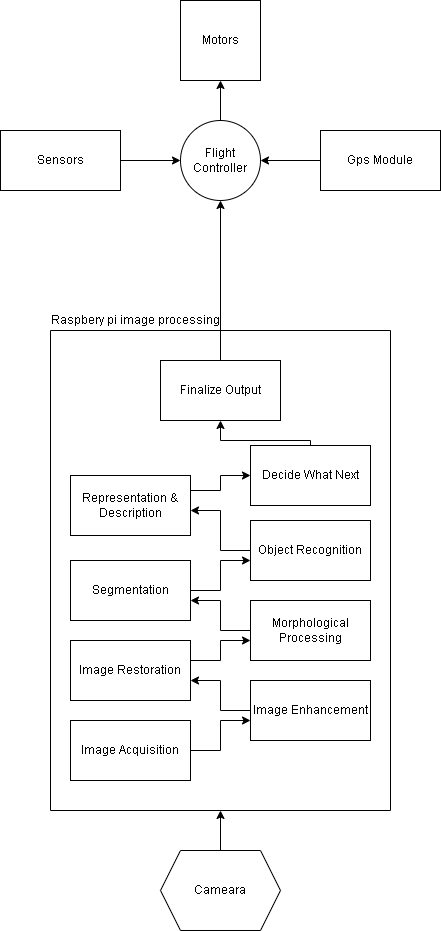 Motors
Sensors
Flight
Controller
Gps Module
Raspbery pi image processing
Finalize Output
Decide What Next
Representation &
Description
Object Recognition
Segmentation
Morphological
Processing
Image Restoration
Image Enhancement
Image Acquisition
Cameara